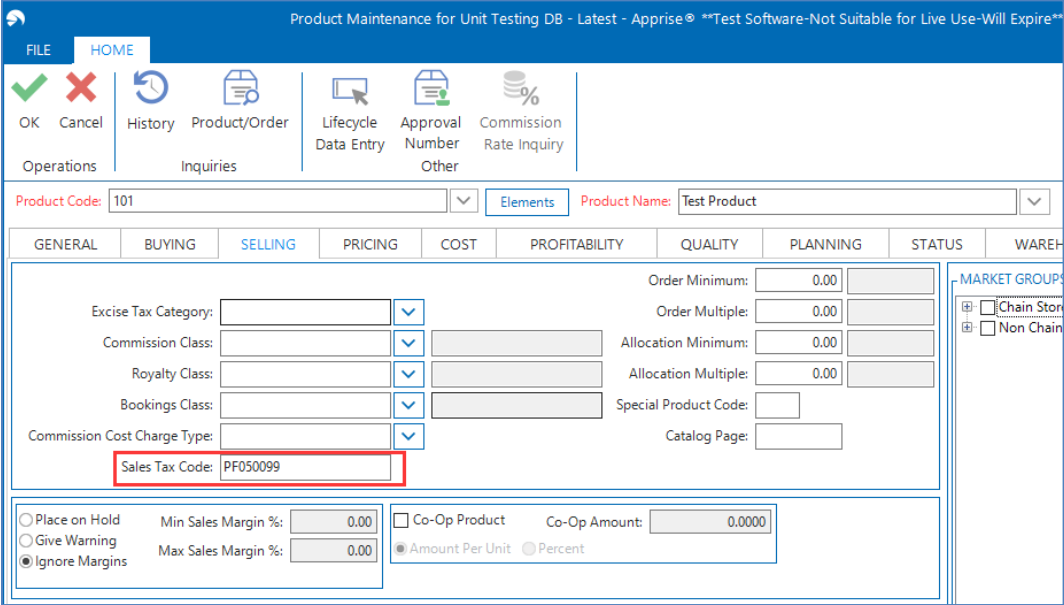 Product Maintenance for Unit Testing DB - Latest - Apprise® **Test Software-Not Suitable for Live Use-Will Expire**
FILE HOME
OK Cancel History Product/Order Lifecycle Data Entry Approval Number Commission Rate Inquiry
Operations Inquiries Other
Product Code: 101 Elements Product Name: Test Product
GENERAL BUYING SELLING PRICING COST PROFITABILITY QUALITY PLANNING STATUS WAREH
Order Minimum: 0.00
Excise Tax Category: Order Multiple: 0.00
Commission Class: Allocation Minimum: 0.00
Royalty Class: Allocation Multiple: 0.00
Bookings Class: Special Product Code:
Commission Cost Charge Type: Catalog Page:
Sales Tax Code: PF050099
MARKET GROUPS
Chain Stor
Non Chain
Place on Hold Min Sales Margin %: 0.00 Co-Op Product Co-Op Amount: 0.0000
Give Warning Max Sales Margin %: 0.00 Amount Per Unit Percent
Ignore Margins